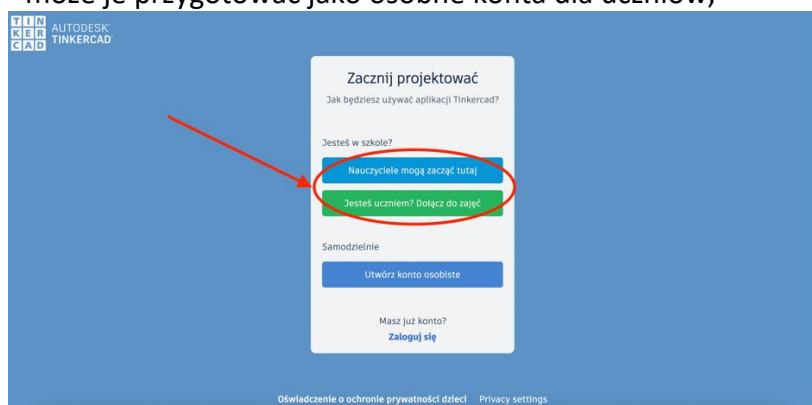 może je przygotować jako osobne konta dla uczniów,
TIN
KER
CAD
AUTODESK
TINKERCAD
Zacznij projektować
Jak będziesz używać aplikacji Tinkercad?
Jesteś w szkole?
Nauczyciele mogą zacząć tutaj
Jesteś uczniem? Dołącz do zajęć
Samodzielnie
Utwórz konto osobiste
Masz już konto?
Zaloguj się
Oświadczenie o ochronie prywatności dzieci Privacy settings